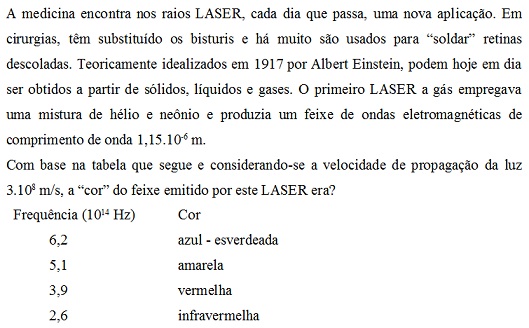 A medicina encontra nos raios LASER, cada dia que passa, uma nova aplicação. Em
cirurgias, têm substituído os bisturis e há muito são usados para “soldar” retinas
descoladas. Teoricamente idealizados em 1917 por Albert Einstein, podem hoje em dia
ser obtidos a partir de sólidos, líquidos e gases. O primeiro LASER a gás empregava
uma mistura de hélio e neônio e produzia um feixe de ondas eletromagnéticas de
comprimento de onda 1,15.10⁻⁶ m.
Com base na tabela que segue e considerando-se a velocidade de propagação da luz
3.10⁸ m/s, a “cor” do feixe emitido por este LASER era?
Frequência (10¹⁴ Hz) Cor
6,2 azul - esverdeada
5,1 amarela
3,9 vermelha
2,6 infravermelha